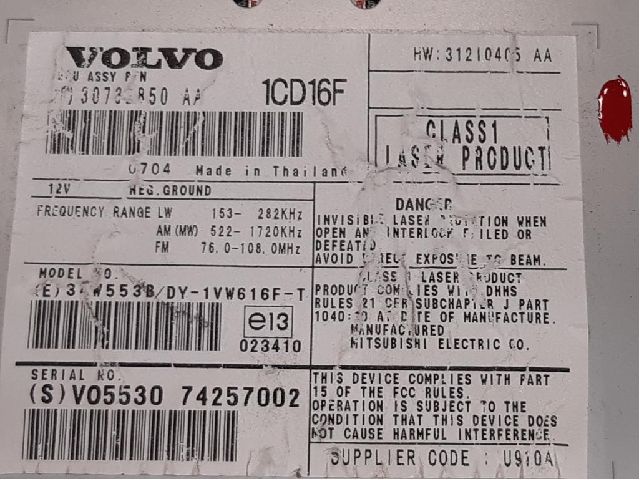 VOLVO
HW:31210405 AA
ASSY P/N
AA
1CD16F
CLASS1
LASER PRODUCT
0704 Made in Thailand
12V NEG.GROUND
FREQUENCY RANGE LW 153- 282KHz
AM(MW) 522- 1720KHz
FM 76.0-108.0MHz
DANGER
INVISIBLE LASER RADIATION WHEN
OPEN AND INTERLOCK FAILED OR
DEFEATED
AVOID DIRECT EXPOSURE TO BEAM.
MODEL NO.
/DY-1VW616F-T
e13
023410
CLASS 1 LASER PRODUCT
PRODUCT COMPLIES WITH DHHS
RULES 21 CFR SUBCHAPTER J PART
1040:10 AT DATE OF MANUFACTURE.
MANUFACTURED
MITSUBISHI ELECTRIC CO.
SERIAL NO.
(S)VO5530 74257002
THIS DEVICE COMPLIES WITH PART
15 OF THE FCC RULES.
OPERATION IS SUBJECT TO THE
CONDITION THAT THIS DEVICE DOES
NOT CAUSE HARMFUL INTERFERENCE.
SUPPLIER CODE : U910A